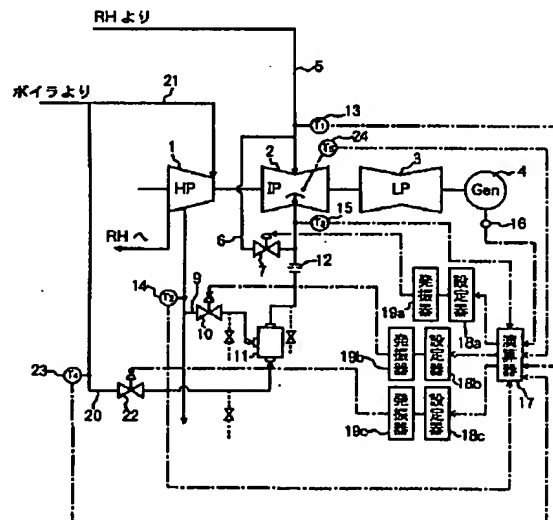 RHより
ボイラより
21
5
13
T1
24
T5
1
2
3
4
HP
IP
LP
Gen
15
T3
16
RHへ
6
7
12
14
T2
9
10
11
発振器
設定器
19a
18a
発振器
設定器
19b
18b
演算器
17
23
T4
20
22
発振器
設定器
19c
18c